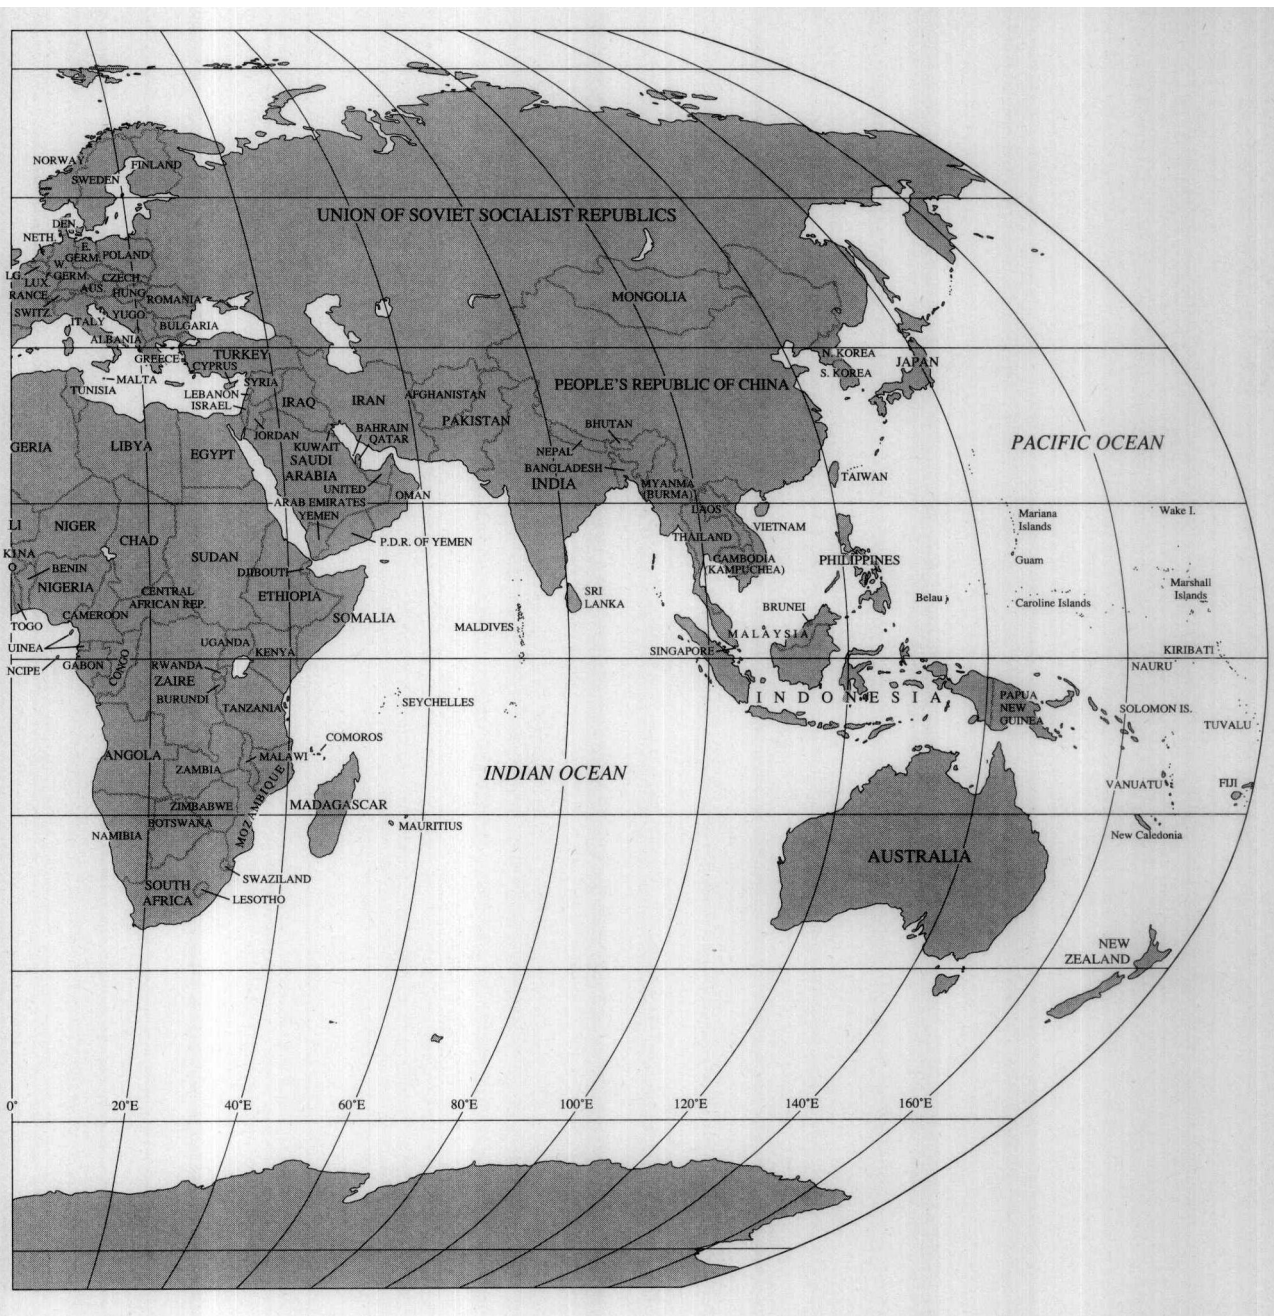 NORWAY
FINLAND
SWEDEN
UNION OF SOVIET SOCIALIST REPUBLICS
DEN.
NETH.
E.
GERM.
POLAND
W.
GERM.
LG.
LUX.
CZECH.
AUS.
HUNG.
RANCE
ROMANIA
MONGOLIA
SWITZ.
ITALY
YUGO.
BULGARIA
ALBANIA
GREECE
TURKEY
CYPRUS
N. KOREA
S. KOREA
JAPAN
MALTA
TUNISIA
SYRIA
LEBANON
ISRAEL
IRAQ
IRAN
AFGHANISTAN
PEOPLE'S REPUBLIC OF CHINA
PAKISTAN
JORDAN
BAHRAIN
QATAR
BHUTAN
PACIFIC OCEAN
GERIA
LIBYA
EGYPT
KUWAIT
SAUDI
ARABIA
NEPAL
BANGLADESH
INDIA
MYANMA
(BURMA)
TAIWAN
UNITED
ARAB EMIRATES
OMAN
YEMEN
LAOS
Mariana
Islands
Wake I.
LI
NIGER
CHAD
SUDAN
P.D.R. OF YEMEN
THAILAND
VIETNAM
KINA
BENIN
NIGERIA
DJIBOUTI
CAMBODIA
(KAMPUCHEA)
PHILIPPINES
Guam
CENTRAL
AFRICAN REP.
ETHIOPIA
SRI
LANKA
Belau
Caroline Islands
Marshall
Islands
TOGO
CAMEROON
SOMALIA
MALDIVES
BRUNEI
MALAYSIA
UINEA
UGANDA
KENYA
SINGAPORE
KIRIBATI
NCIPE
GABON
CONGO
RWANDA
ZAIRE
BURUNDI
TANZANIA
SEYCHELLES
INDONESIA
PAPUA
NEW
GUINEA
NAURU
SOLOMON IS.
TUVALU
COMOROS
ANGOLA
ZAMBIA
MALAWI
INDIAN OCEAN
VANUATU
FIJI
ZIMBABWE
MOZAMBIQUE
MADAGASCAR
BOTSWANA
NAMIBIA
MAURITIUS
New Caledonia
AUSTRALIA
SOUTH
AFRICA
SWAZILAND
LESOTHO
NEW
ZEALAND
0°
20°E
40°E
60°E
80°E
100°E
120°E
140°E
160°E